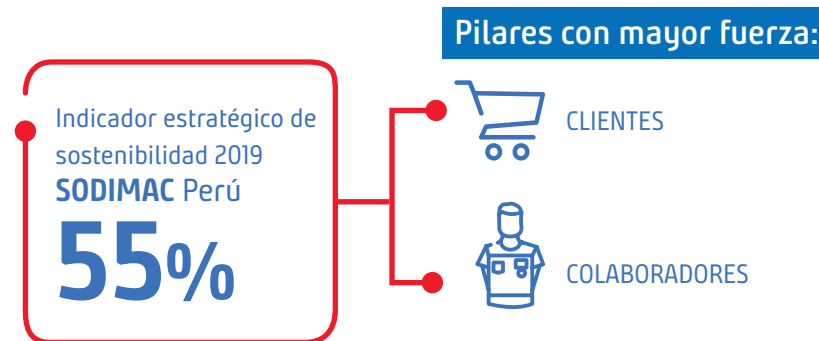 Pilares con mayor fuerza:
Indicador estratégico de
sostenibilidad 2019
SODIMAC Perú
55%
CLIENTES
COLABORADORES